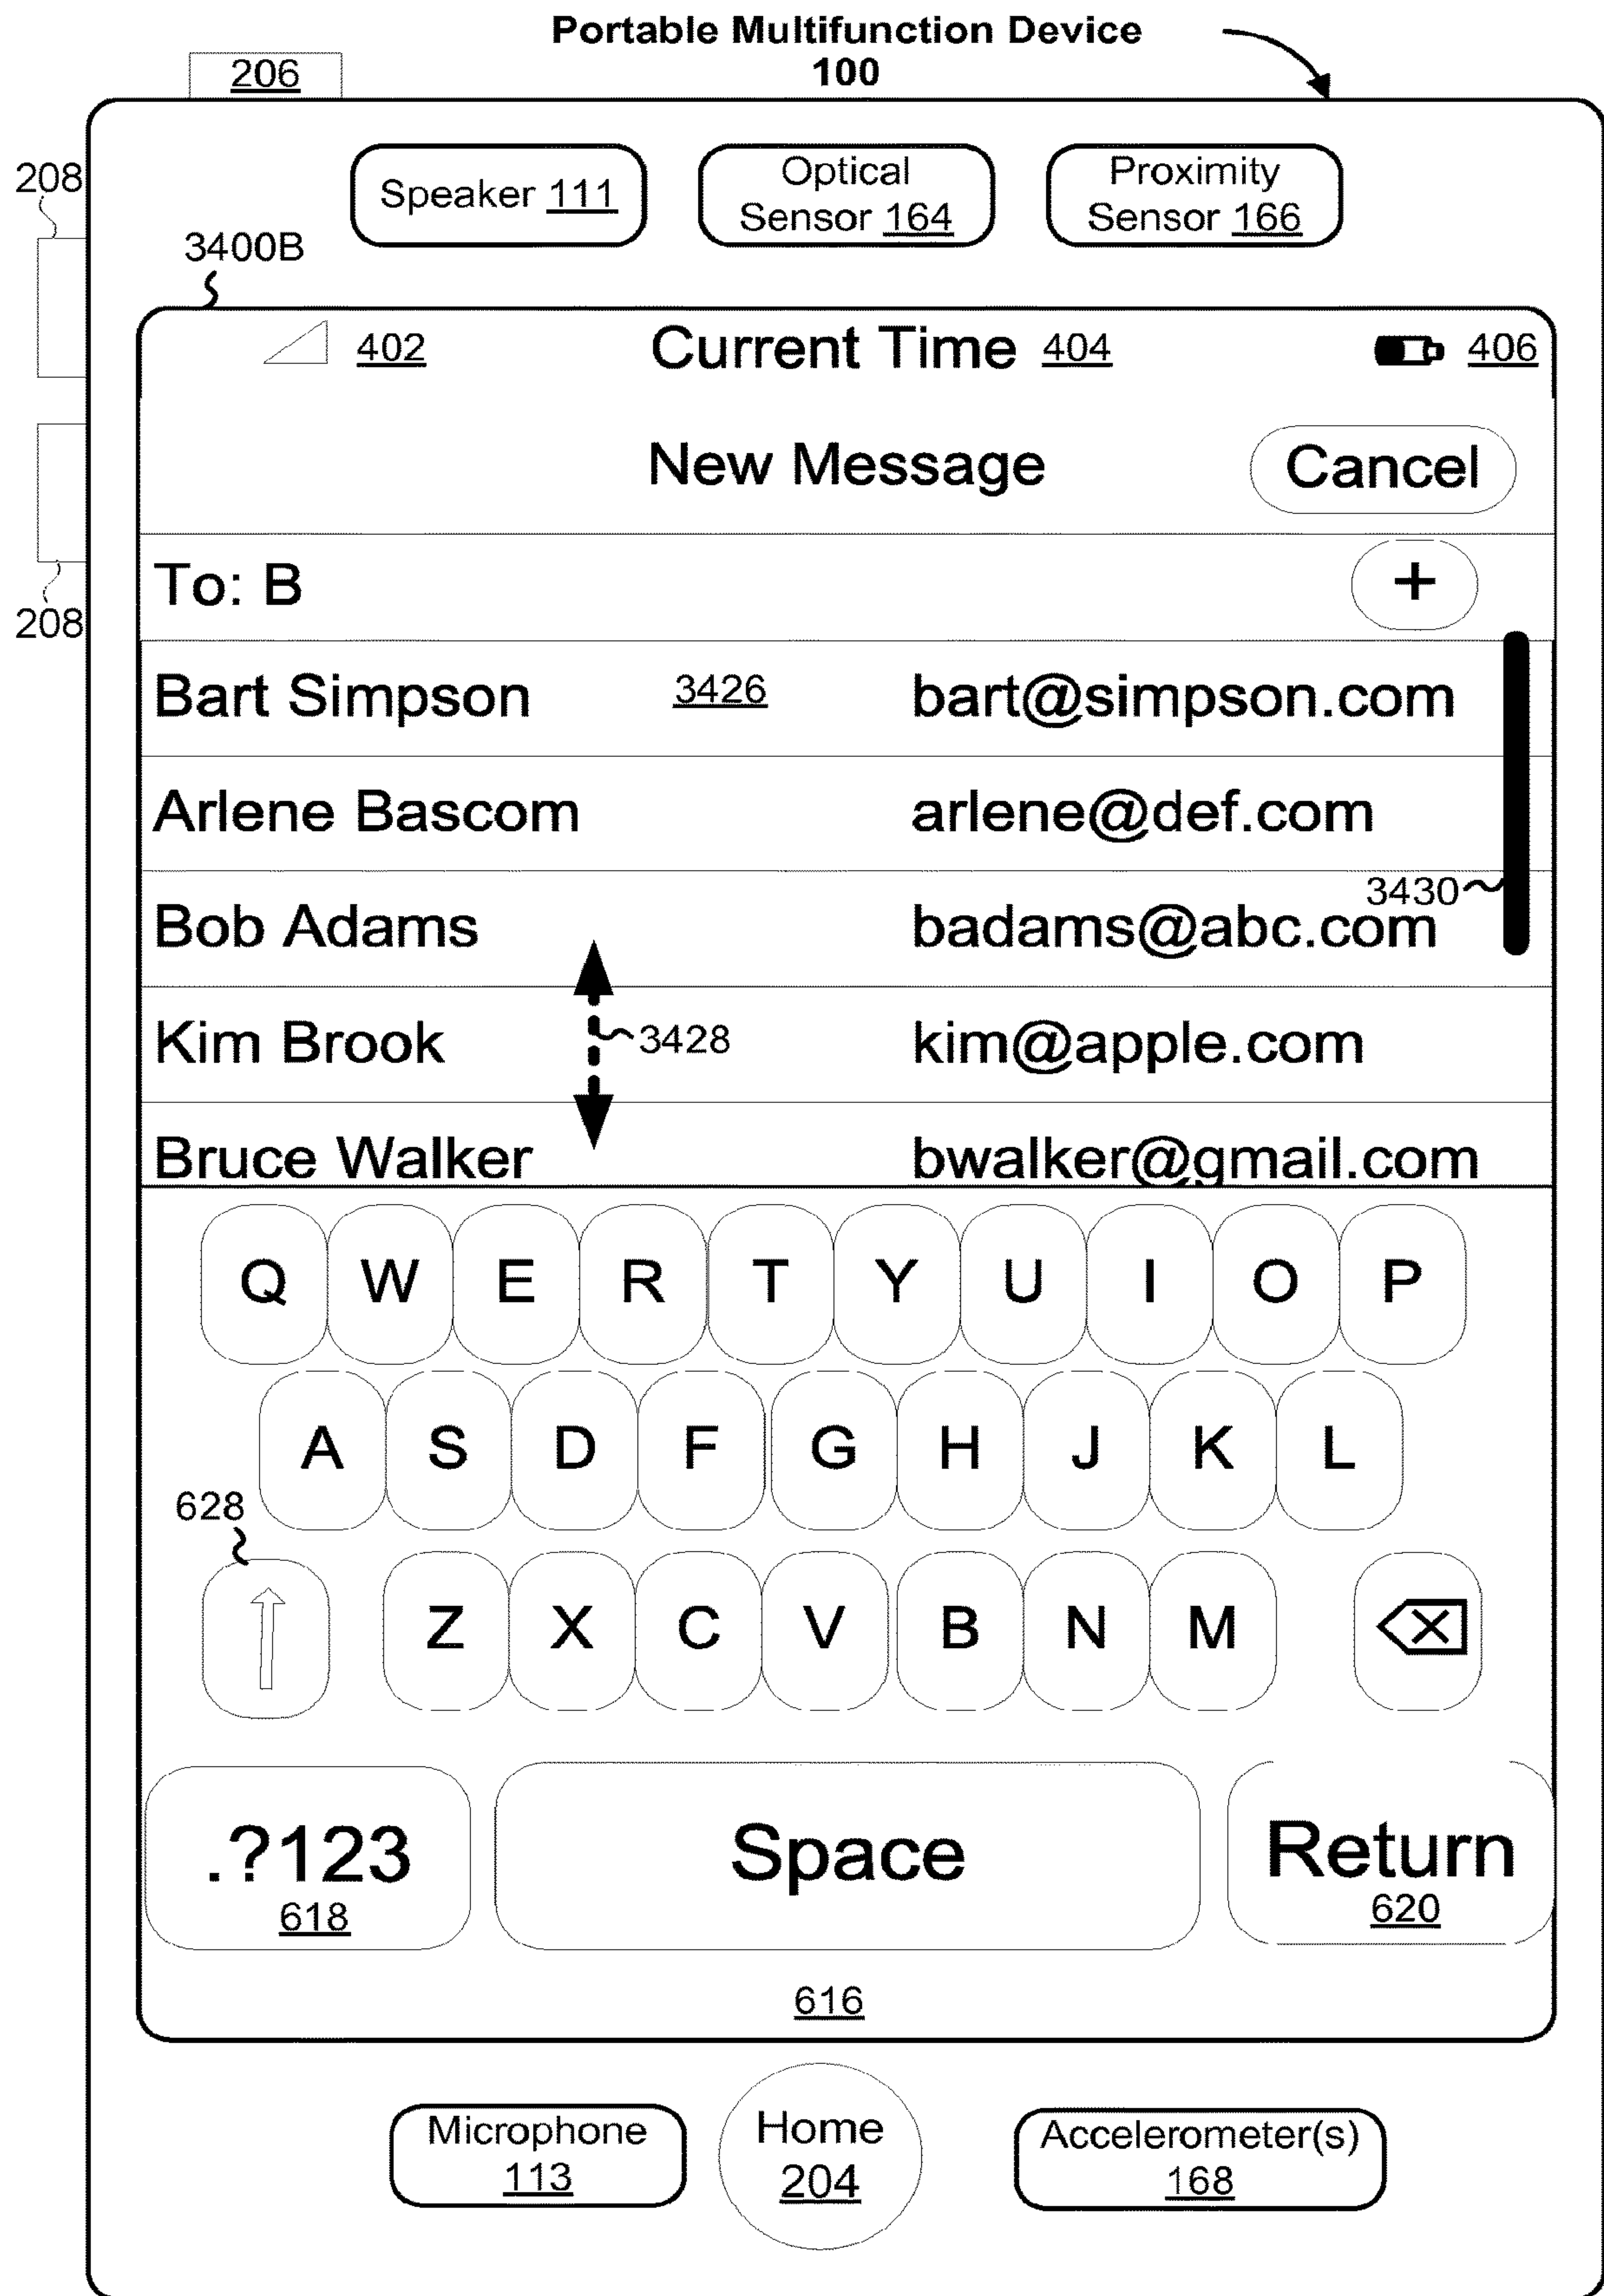 Portable Multifunction Device
100
206
208
Speaker 111
Optical
Sensor 164
Proximity
Sensor 166
3400B
402
Current Time 404
406
New Message
Cancel
208
To: B
+
Bart Simpson
3426
bart@simpson.com
Arlene Bascom
arlene@def.com
3430
Bob Adams
badams@abc.com
Kim Brook
3428
kim@apple.com
Bruce Walker
bwalker@gmail.com
Q W E R T Y U I O P
A S D F G H J K L
628
Z X C V B N M
.?123
618
Space
Return
620
616
Microphone
113
Home
204
Accelerometer(s)
168